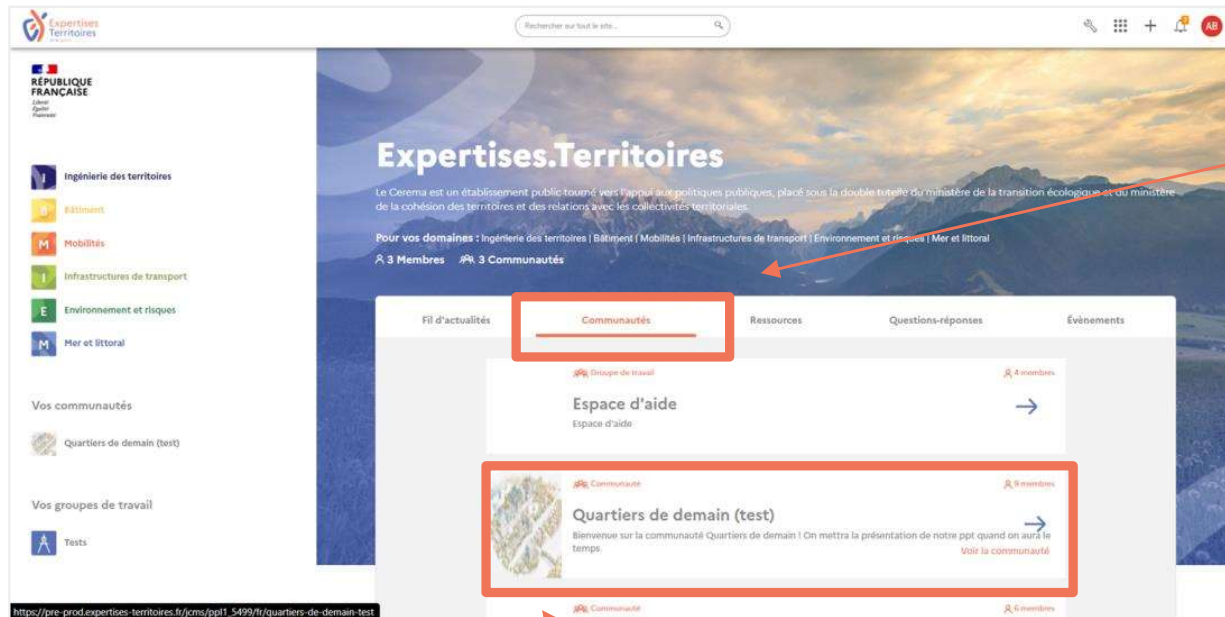 Expertises
Territoires
Rechercher sur tout le site...
AB
RÉPUBLIQUE
FRANÇAISE
Liberté
Égalité
Fraternité
I Ingénierie des territoires
B Bâtiment
M Mobilités
I Infrastructures de transport
E Environnement et risques
M Mer et littoral
Vos communautés
Quartiers de demain (test)
Vos groupes de travail
Tests
Expertises.Territoires
Le Cerema est un établissement public tourné vers l'appui aux politiques publiques, placé sous la double tutelle du ministère de la transition écologique et du ministère
de la cohésion des territoires et des relations avec les collectivités territoriales.
Pour vos domaines : Ingénierie des territoires | Bâtiment | Mobilités | Infrastructures de transport | Environnement et risques | Mer et littoral
3 Membres 3 Communautés
Fil d'actualités Communautés Ressources Questions-réponses Évènements
Groupe de travail 4 membres
Espace d'aide
Espace d'aide
Communauté 9 membres
Quartiers de demain (test)
Bienvenue sur la communauté Quartiers de demain ! On mettra la présentation de notre ppt quand on aura le
temps.
Voir la communauté
Communauté 6 membres
https://pre-prod.expertises-territoires.fr/jcms/ppl1_5499/fr/quartiers-de-demain-test